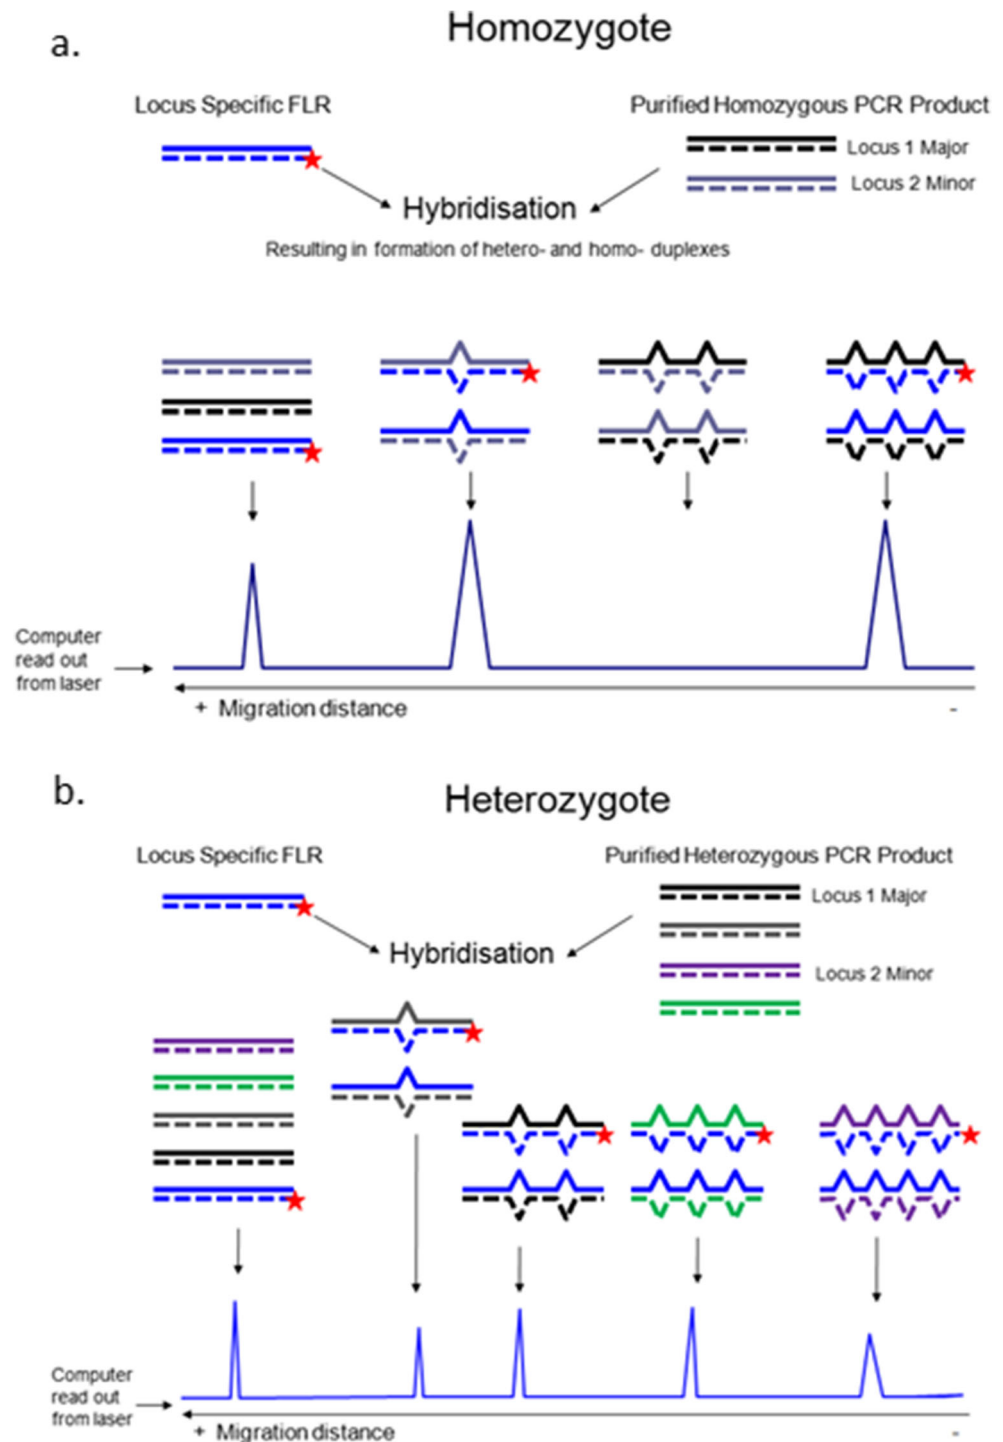 a.
Homozygote
Locus Specific FLR
Purified Homozygous PCR Product
Locus 1 Major
Locus 2 Minor
Hybridisation
Resulting in formation of hetero- and homo- duplexes
Computer
read out
from laser
+ Migration distance
-
b.
Heterozygote
Locus Specific FLR
Purified Heterozygous PCR Product
Locus 1 Major
Hybridisation
Locus 2 Minor
Computer
read out
from laser
+ Migration distance
-